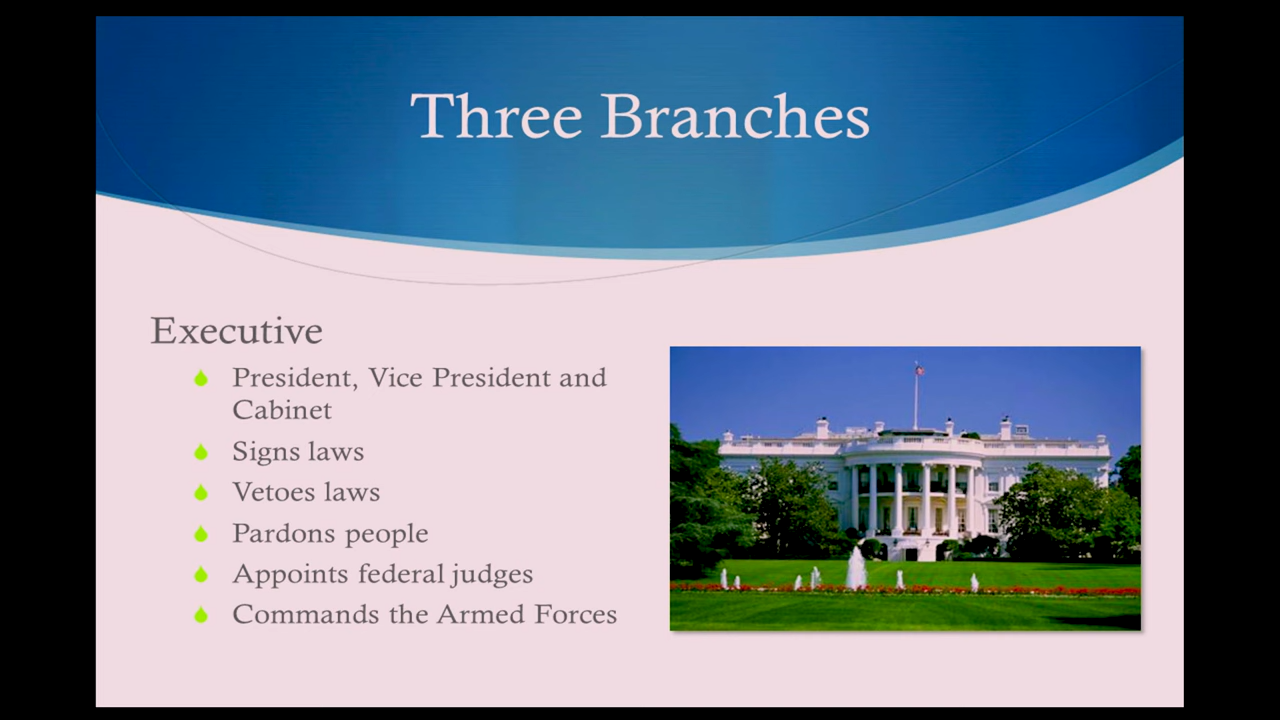 Three Branches
Executive
President, Vice President and
Cabinet
Signs laws
Vetoes laws
Pardons people
Appoints federal judges
Commands the Armed Forces